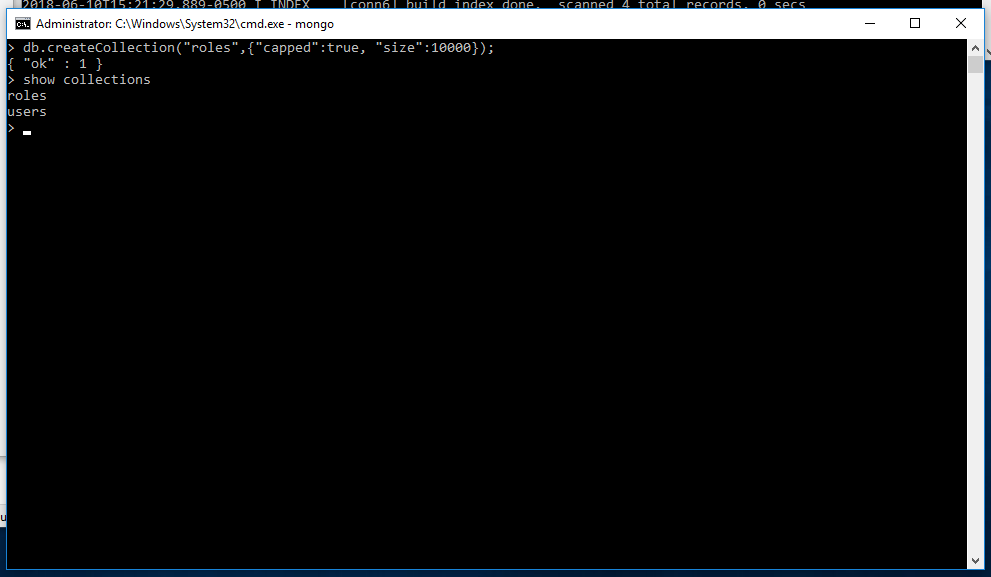 2018-06-10T15:21:29.889-0500 I INDEX    [conn6] build index done.  scanned 4 total records. 0 secs
Administrator: C:\Windows\System32\cmd.exe - mongo
> db.createCollection("roles",{"capped":true, "size":10000});
{ "ok" : 1 }
> show collections
roles
users
>
u